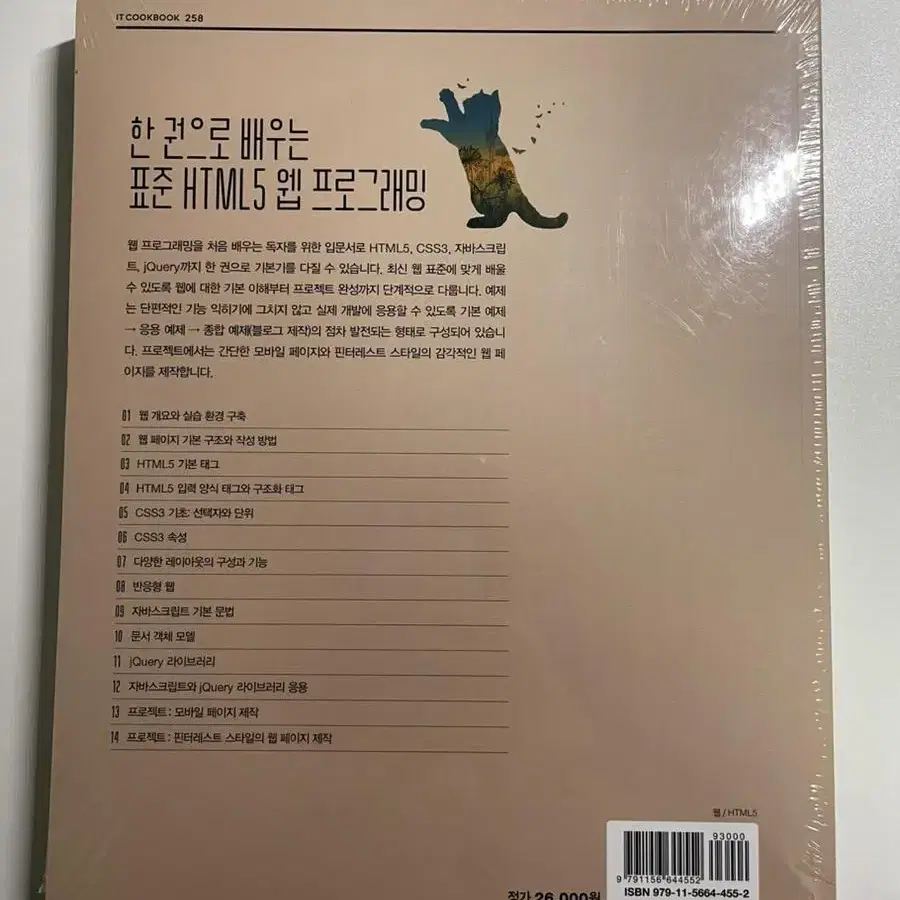 IT COOKBOOK 258
한 권으로 배우는
표준 HTML5 웹 프로그래밍
웹 프로그래밍을 처음 배우는 독자를 위한 입문서로 HTML5, CSS3, 자바스크립
트, jQuery까지 한 권으로 기본기를 다질 수 있습니다. 최신 웹 표준에 맞게 배울
수 있도록 웹에 대한 기본 이해부터 프로젝트 완성까지 단계적으로 다룹니다. 예제
는 단편적인 기능 익히기에 그치지 않고 실제 개발에 응용할 수 있도록 기본 예제
→ 응용 예제 → 종합 예제(블로그 제작)의 점차 발전되는 형태로 구성되어 있습니
다. 프로젝트에서는 간단한 모바일 페이지와 핀터레스트 스타일의 감각적인 웹 페
이지를 제작합니다.
01 웹 개요와 실습 환경 구축
02 웹 페이지 기본 구조와 작성 방법
03 HTML5 기본 태그
04 HTML5 입력 양식 태그와 구조화 태그
05 CSS3 기초: 선택자와 단위
06 CSS3 속성
07 다양한 레이아웃의 구성과 기능
08 반응형 웹
09 자바스크립트 기본 문법
10 문서 객체 모델
11 jQuery 라이브러리
12 자바스크립트와 jQuery 라이브러리 응용
13 프로젝트 : 모바일 페이지 제작
14 프로젝트 : 핀터레스트 스타일의 웹 페이지 제작
웹 / HTML5
93000
9 791156 644552
ISBN 979-11-5664-455-2
정가 26,000원